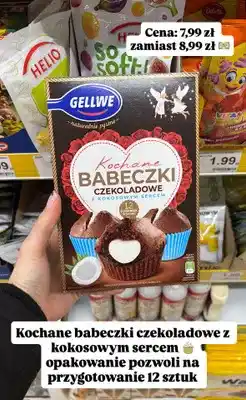 Cena: 7,99 zł
zamiast 8,99 zł
HELIO
SOFT
GELLWE
naturalnie pyszne
Kochane
BABECZKI
CZEKOLADOWE
Z KOKOSOWYM SERCEM
1.99
Kochane babeczki czekoladowe z
kokosowym sercem 🧁
opakowanie pozwoli na
przygotowanie 12 sztuk